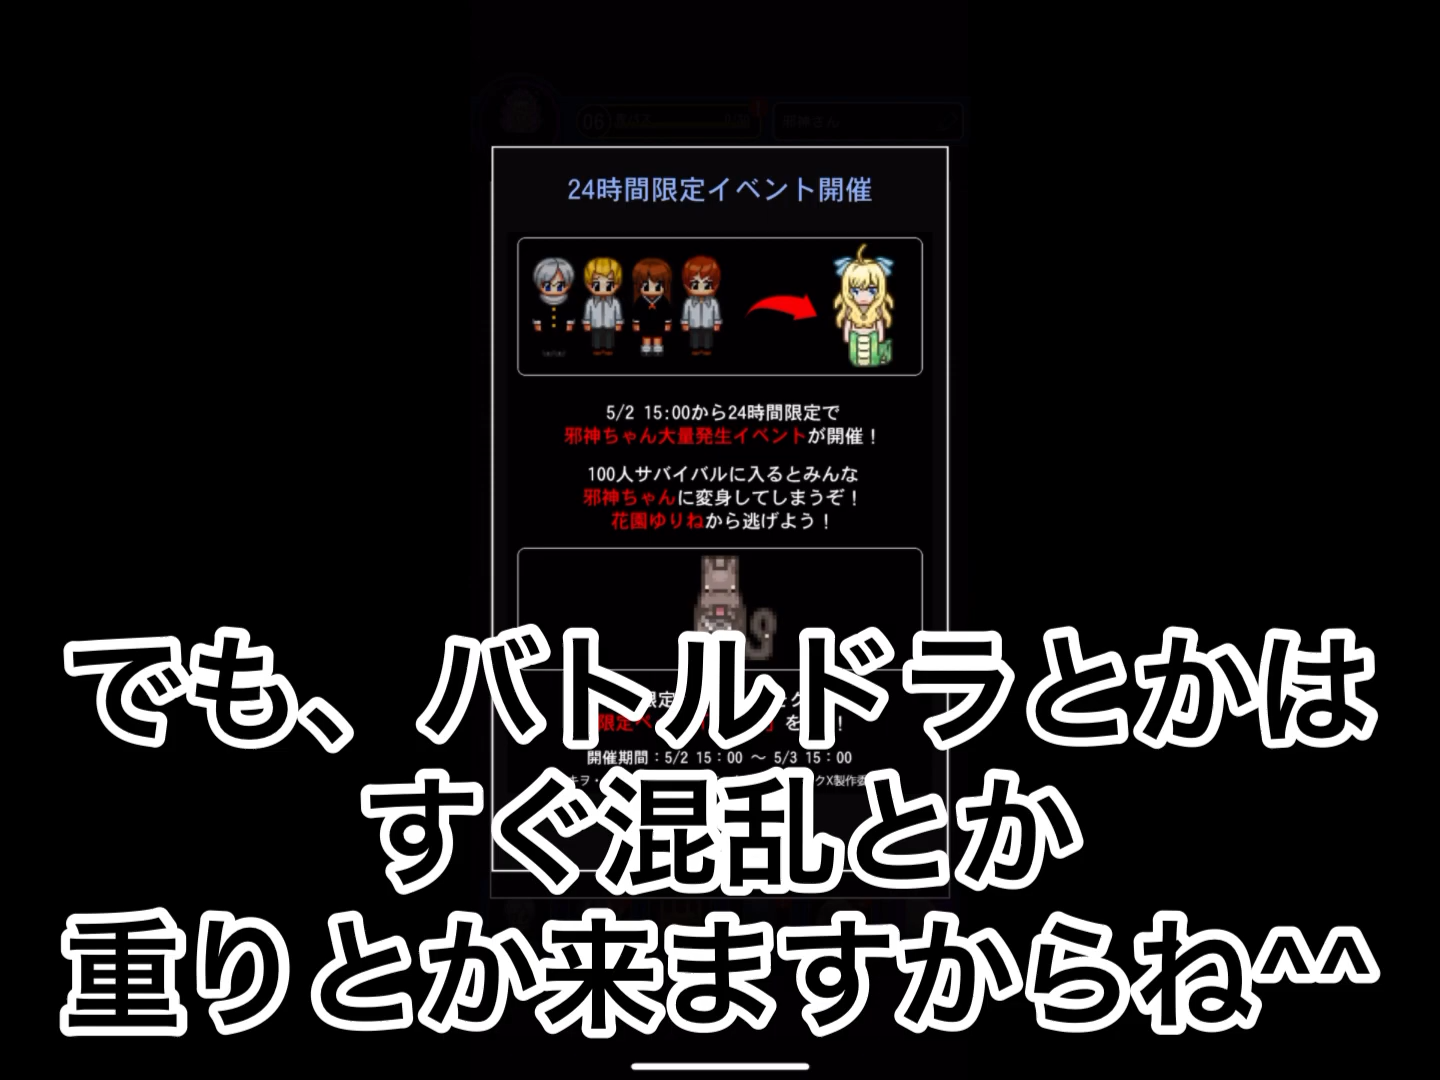 24時間限定イベント開催
5/2 15:00から24時間限定で
邪神ちゃん大量発生イベントが開催！
100人サバイバルに入るとみんな
邪神ちゃんに変身してしまうぞ！
花園ゆりねから逃げよう！
でも、バトルドラとかは
開催期間：5/2 15：00 ～ 5/3 15：00
すぐ混乱とか
重りとか来ますからね^^